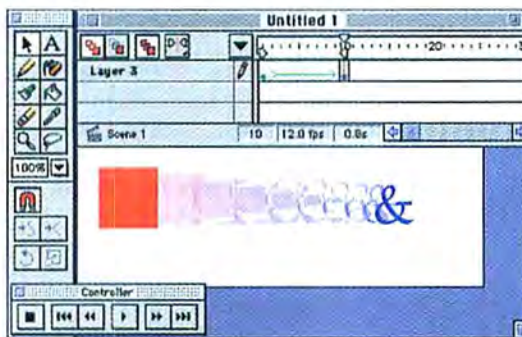 Untitled 1
A
20
Layer 3
Scene 1
10
12.0 fps
0.8s
100%
&
Controller